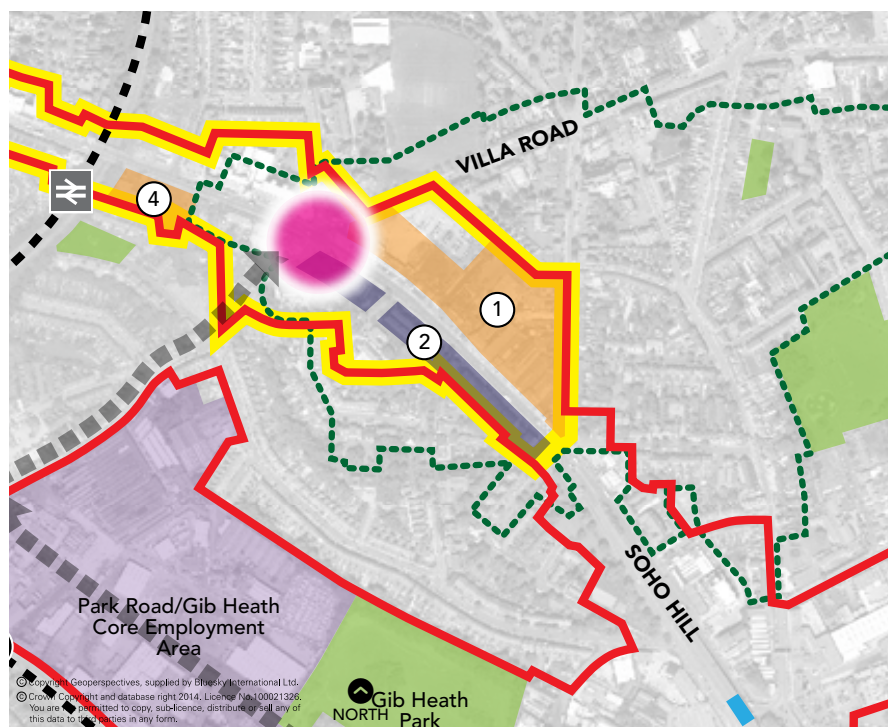 VILLA ROAD
4
1
2
SOHO HILL
Park Road/Gib Heath
Core Employment
Area
© Copyright Geoperspectives, supplied by Bluesky International Ltd.
© Crown Copyright and database right 2014. Licence No.100021326.
You are not permitted to copy, sub-licence, distribute or sell any of
this data to third parties in any form.
NORTH
Gib Heath
Park